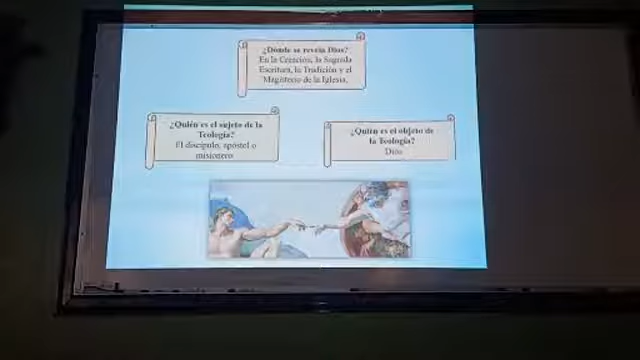 ¿Dónde se revela Dios?
En la Creación, la Sagrada
Escritura, la Tradición y el
Magisterio de la Iglesia.
¿Quién es el sujeto de la
Teología?
El discípulo, apóstol o
misionero
¿Quién es el objeto de
la Teología?
Dios